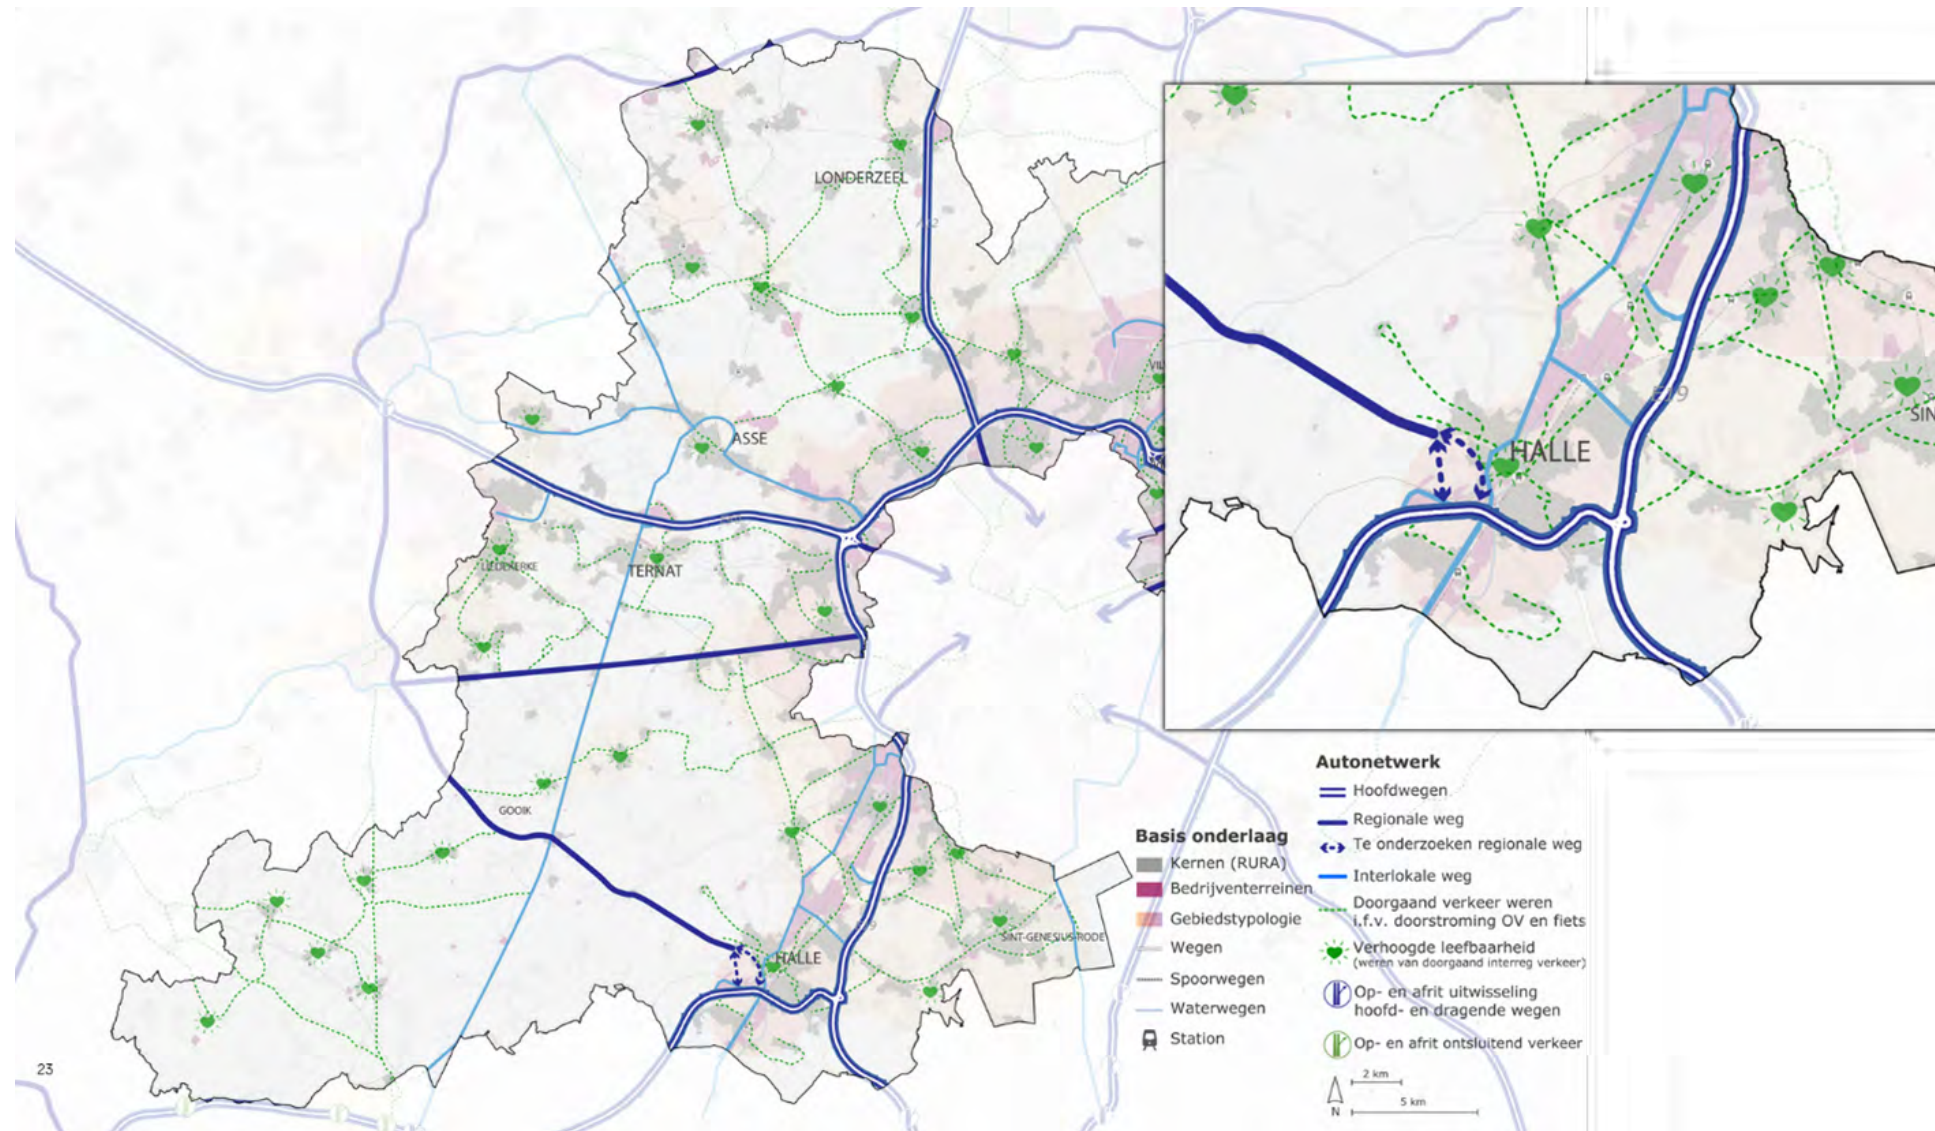 LONDERZEEL
ASSE
LIEDEKERKE
TERNAT
GOOIK
HALLE
SINT-GENESIUS-RODE
VIL
E19
HALLE
SIN
Autonetwerk
Hoofdwegen
Regionale weg
Te onderzoeken regionale weg
Interlokale weg
Doorgaand verkeer weren
i.f.v. doorstroming OV en fiets
Verhoogde leefbaarheid
(weren van doorgaand interreg verkeer)
Op- en afrit uitwisseling
hoofd- en dragende wegen
Op- en afrit ontsluitend verkeer
Basis onderlaag
Kernen (RURA)
Bedrijventerreinen
Gebiedstypologie
Wegen
Spoorwegen
Waterwegen
Station
2 km
5 km
N
23